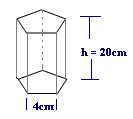 h = 20cm
4cm